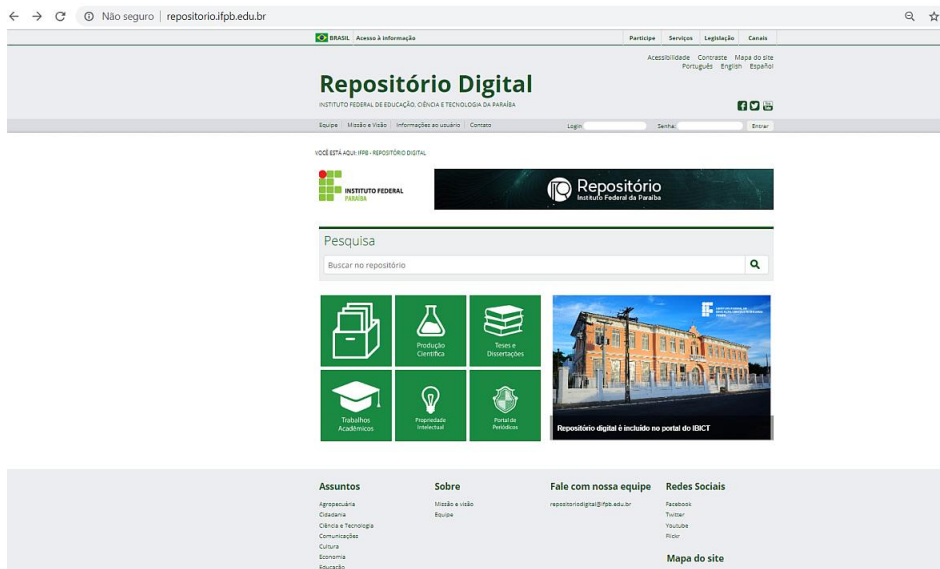 Não seguro | repositorio.ifpb.edu.br
BRASIL Acesso à informação Participe Serviços Legislação Canais
Acessibilidade Contraste Mapa do site
Português English Español
Repositório Digital
INSTITUTO FEDERAL DE EDUCAÇÃO, CIÊNCIA E TECNOLOGIA DA PARAÍBA
Equipe Missão e Visão Informações ao usuário Contato Login Senha: Entrar
VOCÊ ESTÁ AQUI: IFPB - REPOSITÓRIO DIGITAL
INSTITUTO FEDERAL
PARAÍBA
Repositório
Instituto Federal da Paraíba
Pesquisa
Buscar no repositório
Produção
Científica
Teses e
Dissertações
Trabalhos
Acadêmicos
Propriedade
Intelectual
Portal de
Periódicos
Repositório digital é incluído no portal do IBICT
Assuntos Sobre Fale com nossa equipe Redes Sociais
Agropecuária Missão e visão repositoriodigital@ifpb.edu.br Facebook
Cidadania Equipe Twitter
Ciência e Tecnologia Youtube
Comunicações Flickr
Cultura
Economia Mapa do site
Educação